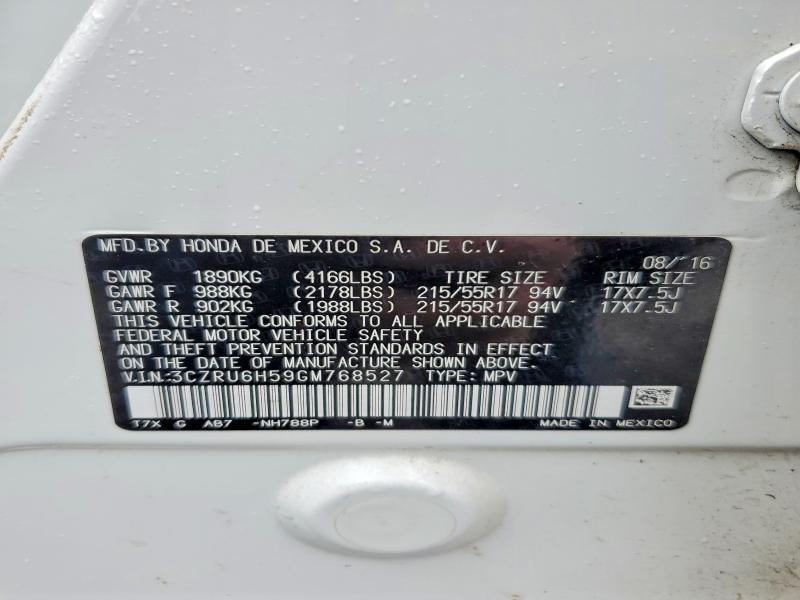 MFD.BY HONDA DE MEXICO S.A. DE C.V.
08/'16
GVWR 1890KG (4166LBS) TIRE SIZE RIM SIZE
GAWR F 988KG (2178LBS) 215/55R17 94V 17X7.5J
GAWR R 902KG (1988LBS) 215/55R17 94V 17X7.5J
THIS VEHICLE CONFORMS TO ALL APPLICABLE
FEDERAL MOTOR VEHICLE SAFETY
AND THEFT PREVENTION STANDARDS IN EFFECT
ON THE DATE OF MANUFACTURE SHOWN ABOVE.
V.I.N:3CZRU6H59GM768527 TYPE: MPV
T7X G AB7 -NH788P -B -M MADE IN MEXICO